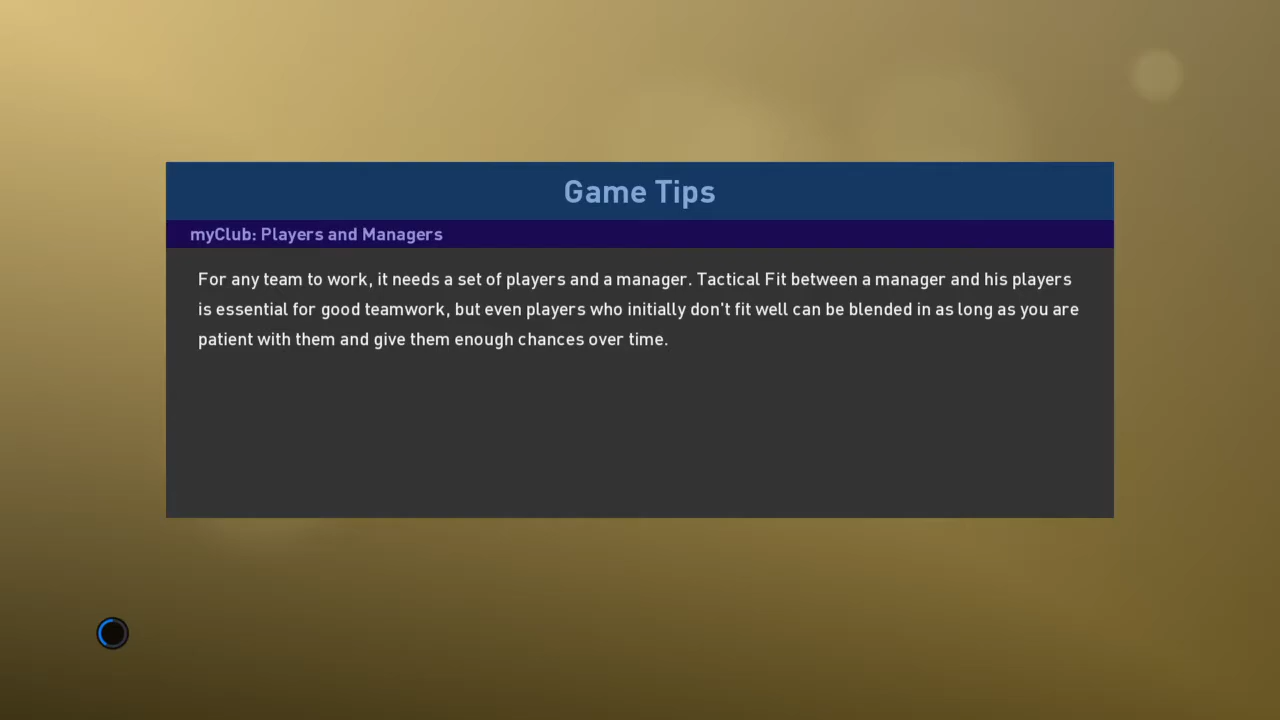 Game Tips
myClub: Players and Managers
For any team to work, it needs a set of players and a manager. Tactical Fit between a manager and his players
is essential for good teamwork, but even players who initially don't fit well can be blended in as long as you are
patient with them and give them enough chances over time.